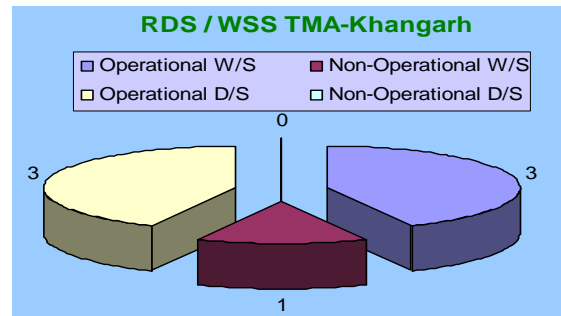 RDS / WSS TMA-Khangarh
Operational W/S Non-Operational W/S
Operational D/S Non-Operational D/S
0
3 3
1